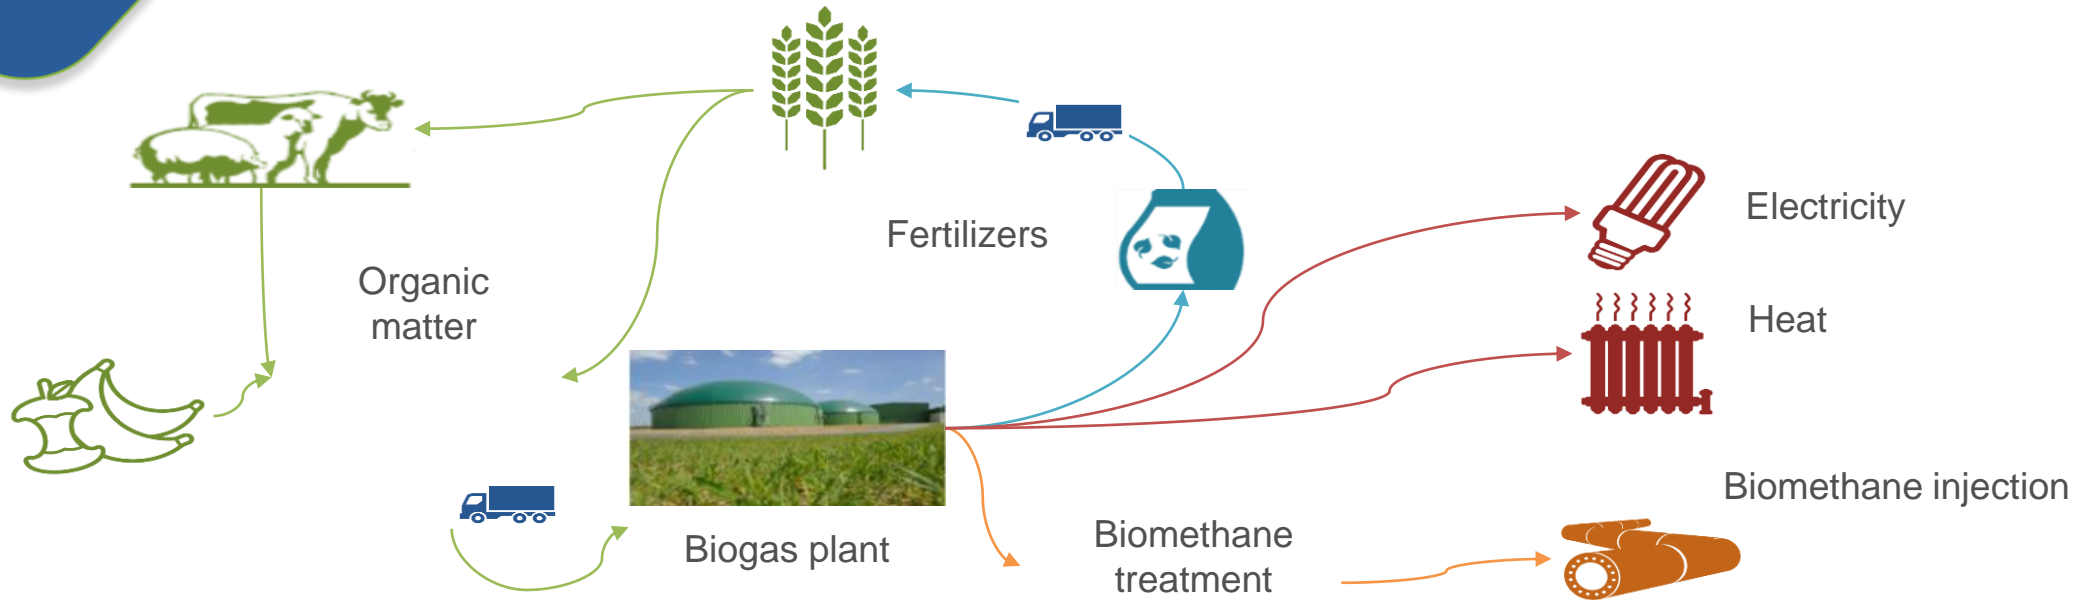 Electricity
Fertilizers
Organic
matter
Heat
Biomethane injection
Biogas plant
Biomethane
treatment